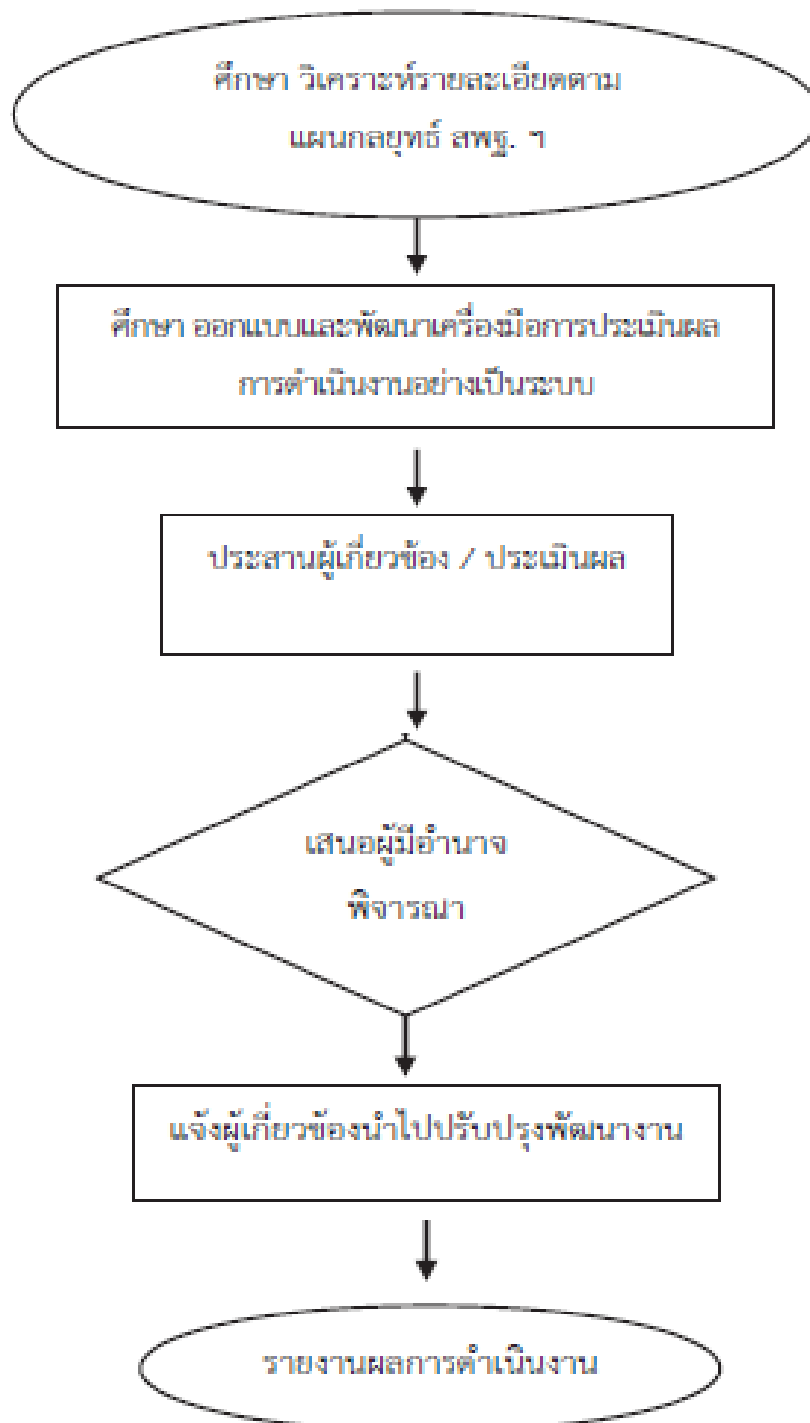 ศึกษา วิเคราะห์รายละเอียดตาม
แผนกลยุทธ์ สพฐ. ฯ
ศึกษา ออกแบบและพัฒนาเครื่องมือการประเมินผล
การดำเนินงานอย่างเป็นระบบ
ประสานผู้เกี่ยวข้อง / ประเมินผล
เสนอผู้มีอำนาจ
พิจารณา
แจ้งผู้เกี่ยวข้องนำไปปรับปรุงพัฒนางาน
รายงานผลการดำเนินงาน